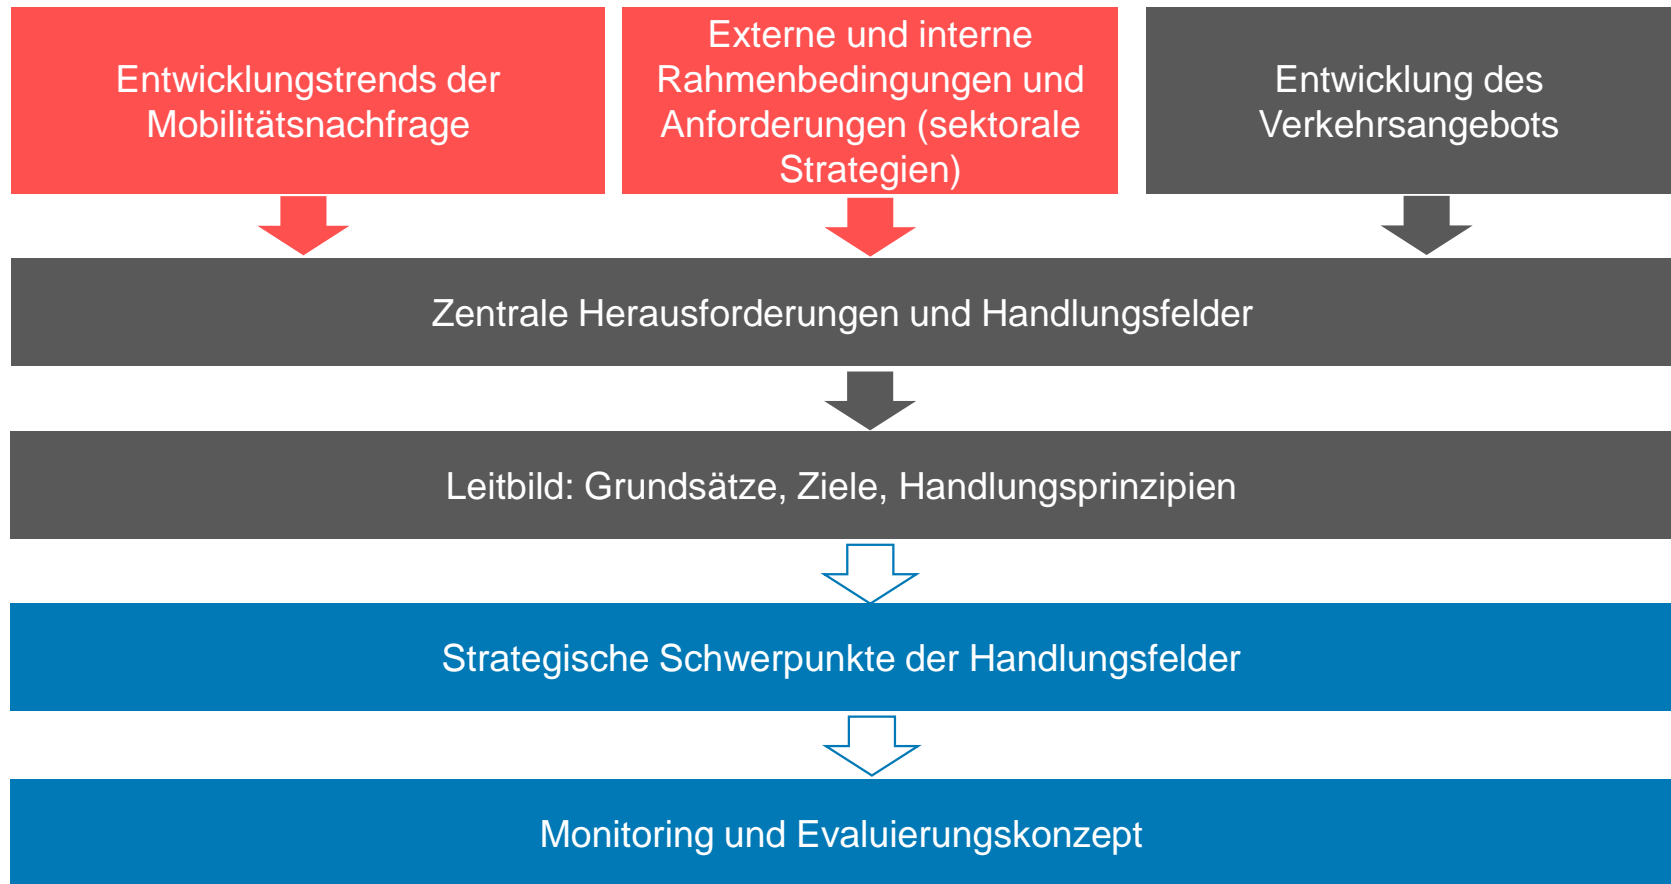 Entwicklungstrends der
Mobilitätsnachfrage
Externe und interne
Rahmenbedingungen und
Anforderungen (sektorale
Strategien)
Entwicklung des
Verkehrsangebots
Zentrale Herausforderungen und Handlungsfelder
Leitbild: Grundsätze, Ziele, Handlungsprinzipien
Strategische Schwerpunkte der Handlungsfelder
Monitoring und Evaluierungskonzept